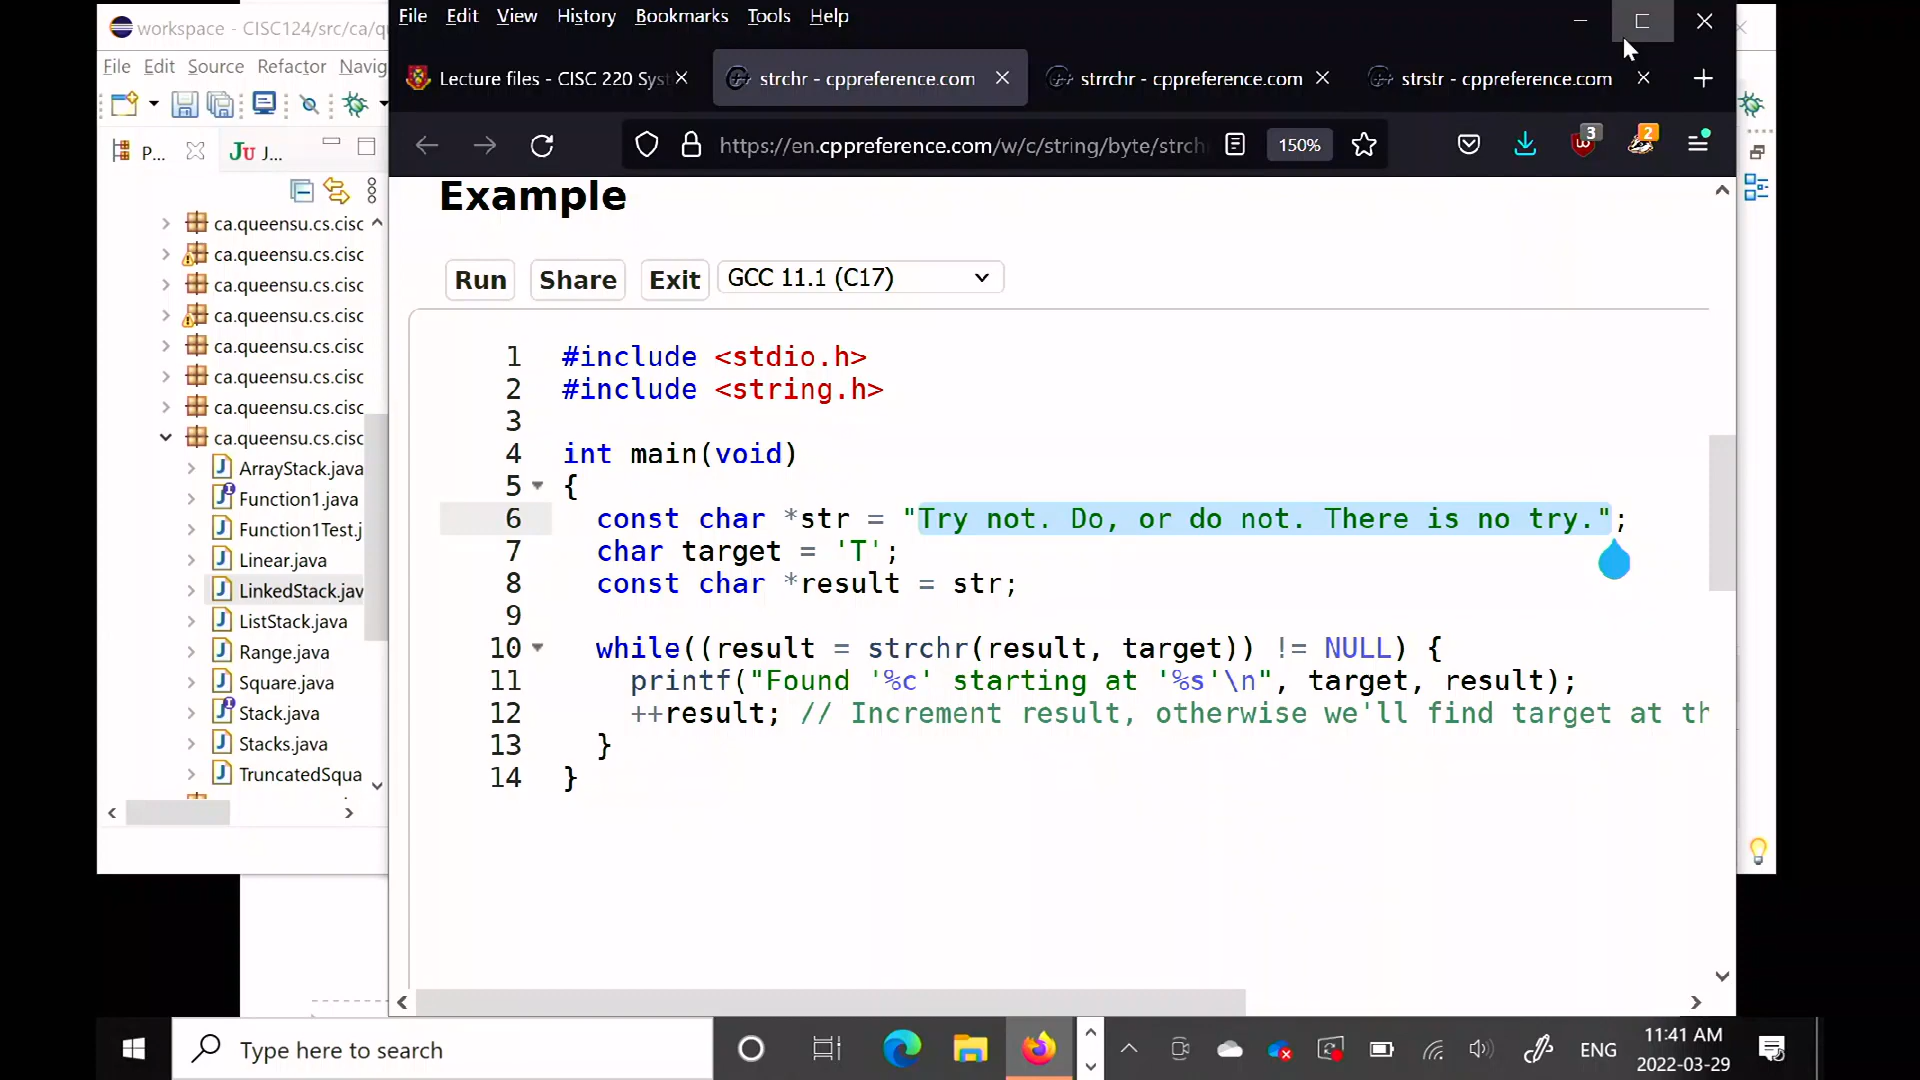 workspace - CISC124/src/ca/qu
File Edit Source Refactor Navig
P... J...
ca.queensu.cs.cisc
ca.queensu.cs.cisc
ca.queensu.cs.cisc
ca.queensu.cs.cisc
ca.queensu.cs.cisc
ca.queensu.cs.cisc
ca.queensu.cs.cisc
ca.queensu.cs.cisc
ArrayStack.java
Function1.java
Function1Test.j
Linear.java
LinkedStack.jav
ListStack.java
Range.java
Square.java
Stack.java
Stacks.java
TruncatedSqua
File Edit View History Bookmarks Tools Help
Lecture files - CISC 220 Syst
strchr - cppreference.com
strrchr - cppreference.com
strstr - cppreference.com
https://en.cppreference.com/w/c/string/byte/strch
150%
3
2
Example
Run Share Exit GCC 11.1 (C17)
1 #include <stdio.h>
2 #include <string.h>
3
4 int main(void)
5 {
6 const char *str = "Try not. Do, or do not. There is no try.";
7 char target = 'T';
8 const char *result = str;
9
10 while((result = strchr(result, target)) != NULL) {
11 printf("Found '%c' starting at '%s'\n", target, result);
12 ++result; // Increment result, otherwise we'll find target at th
13 }
14 }
Type here to search
ENG
11:41 AM
2022-03-29